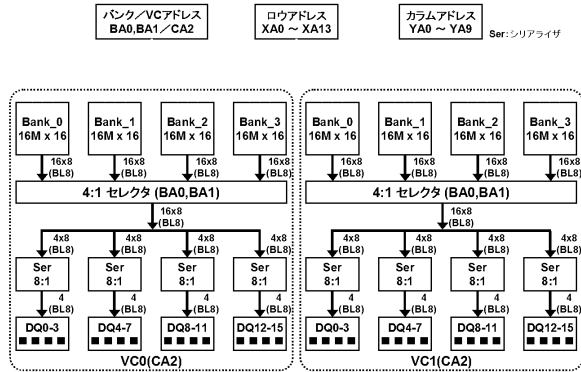 バンク／VCアドレス
BA0,BA1／CA2
ロウアドレス
XA0 ～ XA13
カラムアドレス
YA0 ～ YA9
Ser：シリアライザ
Bank_0
16M x 16
Bank_1
16M x 16
Bank_2
16M x 16
Bank_3
16M x 16
16x8
(BL8)
16x8
(BL8)
16x8
(BL8)
16x8
(BL8)
4:1 セレクタ (BA0,BA1)
16x8
(BL8)
4x8
(BL8)
4x8
(BL8)
4x8
(BL8)
4x8
(BL8)
Ser
8:1
Ser
8:1
Ser
8:1
Ser
8:1
4
(BL8)
4
(BL8)
4
(BL8)
4
(BL8)
DQ0-3
DQ4-7
DQ8-11
DQ12-15
VC0(CA2)
Bank_0
16M x 16
Bank_1
16M x 16
Bank_2
16M x 16
Bank_3
16M x 16
16x8
(BL8)
16x8
(BL8)
16x8
(BL8)
16x8
(BL8)
4:1 セレクタ (BA0,BA1)
16x8
(BL8)
4x8
(BL8)
4x8
(BL8)
4x8
(BL8)
4x8
(BL8)
Ser
8:1
Ser
8:1
Ser
8:1
Ser
8:1
4
(BL8)
4
(BL8)
4
(BL8)
4
(BL8)
DQ0-3
DQ4-7
DQ8-11
DQ12-15
VC1(CA2)